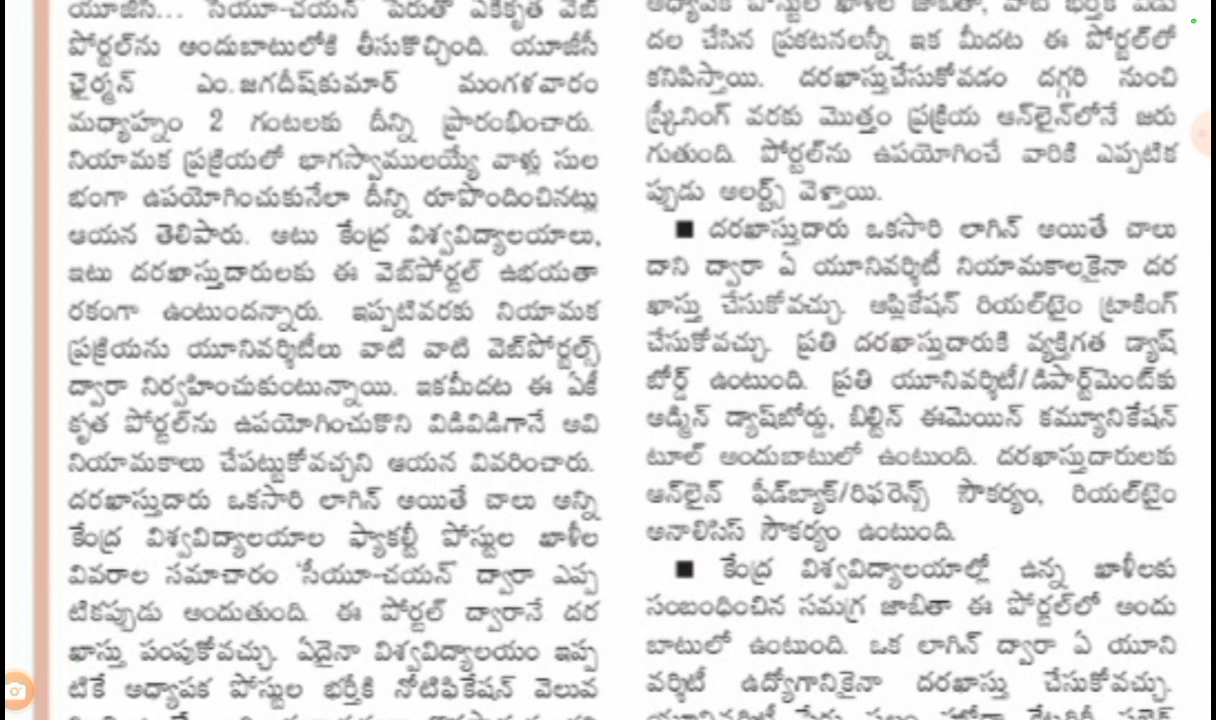 యూజీసీ... 'సీయూ-చయన్' పేరుతో ఏకీకృత వెబ్
పోర్టల్‌ను అందుబాటులోకి తీసుకొచ్చింది. యూజీసీ
ఛైర్మన్ ఎం.జగదీష్‌కుమార్ మంగళవారం
మధ్యాహ్నం 2 గంటలకు దీన్ని ప్రారంభించారు.
నియామక ప్రక్రియలో భాగస్వాములయ్యే వాళ్లు సుల
భంగా ఉపయోగించుకునేలా దీన్ని రూపొందించినట్లు
ఆయన తెలిపారు. అటు కేంద్ర విశ్వవిద్యాలయాలు,
ఇటు దరఖాస్తుదారులకు ఈ వెబ్‌పోర్టల్ ఉభయతా
రకంగా ఉంటుందన్నారు. ఇప్పటివరకు నియామక
ప్రక్రియను యూనివర్శిటీలు వాటి వాటి వెబ్‌పోర్టల్స్
ద్వారా నిర్వహించుకుంటున్నాయి. ఇకమీదట ఈ ఏకీ
కృత పోర్టల్‌ను ఉపయోగించుకొని విడివిడిగానే అవి
నియామకాలు చేపట్టుకోవచ్చని ఆయన వివరించారు.
దరఖాస్తుదారు ఒకసారి లాగిన్ అయితే చాలు అన్ని
కేంద్ర విశ్వవిద్యాలయాల ఫ్యాకల్టీ పోస్టుల ఖాళీల
వివరాల సమాచారం 'సీయూ-చయన్' ద్వారా ఎప్ప
టికప్పుడు అందుతుంది. ఈ పోర్టల్ ద్వారానే దర
ఖాస్తు పంపుకోవచ్చు. ఏదైనా విశ్వవిద్యాలయం ఇప్ప
టికే అధ్యాపక పోస్టుల భర్తీకి నోటిఫికేషన్ వెలువ
అధ్యాపక పోస్టుల ఖాళీల జాబితా, వాటి భర్తీకి విడు
దల చేసిన ప్రకటనలన్నీ ఇక మీదట ఈ పోర్టల్‌లో
కనిపిస్తాయి. దరఖాస్తుచేసుకోవడం దగ్గరి నుంచి
స్క్రీనింగ్ వరకు మొత్తం ప్రక్రియ ఆన్‌లైన్‌లోనే జరు
గుతుంది. పోర్టల్‌ను ఉపయోగించే వారికి ఎప్పటిక
ప్పుడు అలర్ట్స్ వెళ్తాయి.
■ దరఖాస్తుదారు ఒకసారి లాగిన్ అయితే చాలు
దాని ద్వారా ఏ యూనివర్శిటీ నియామకాలకైనా దర
ఖాస్తు చేసుకోవచ్చు. అప్లికేషన్ రియల్‌టైం ట్రాకింగ్
చేసుకోవచ్చు. ప్రతి దరఖాస్తుదారుకి వ్యక్తిగత డ్యాష్
బోర్డ్ ఉంటుంది. ప్రతి యూనివర్శిటీ/డిపార్ట్‌మెంట్‌కు
అడ్మిన్ డ్యాష్‌బోర్డు, బిల్టిన్ ఈమెయిన్ కమ్యూనికేషన్
టూల్ అందుబాటులో ఉంటుంది. దరఖాస్తుదారులకు
ఆన్‌లైన్ ఫీడ్‌బ్యాక్/రిఫరెన్స్ సౌకర్యం, రియల్‌టైం
అనాలిసిస్ సౌకర్యం ఉంటుంది.
■ కేంద్ర విశ్వవిద్యాలయాల్లో ఉన్న ఖాళీలకు
సంబంధించిన సమగ్ర జాబితా ఈ పోర్టల్‌లో అందు
బాటులో ఉంటుంది. ఒక లాగిన్ ద్వారా ఏ యూని
వర్శిటీ ఉద్యోగానికైనా దరఖాస్తు చేసుకోవచ్చు.